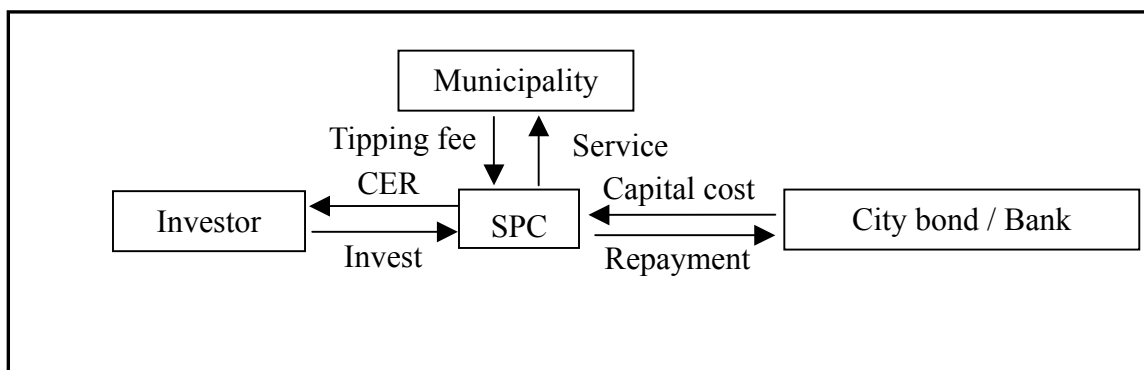 Municipality
Tipping fee
Service
CER
Capital cost
Investor
SPC
City bond / Bank
Invest
Repayment